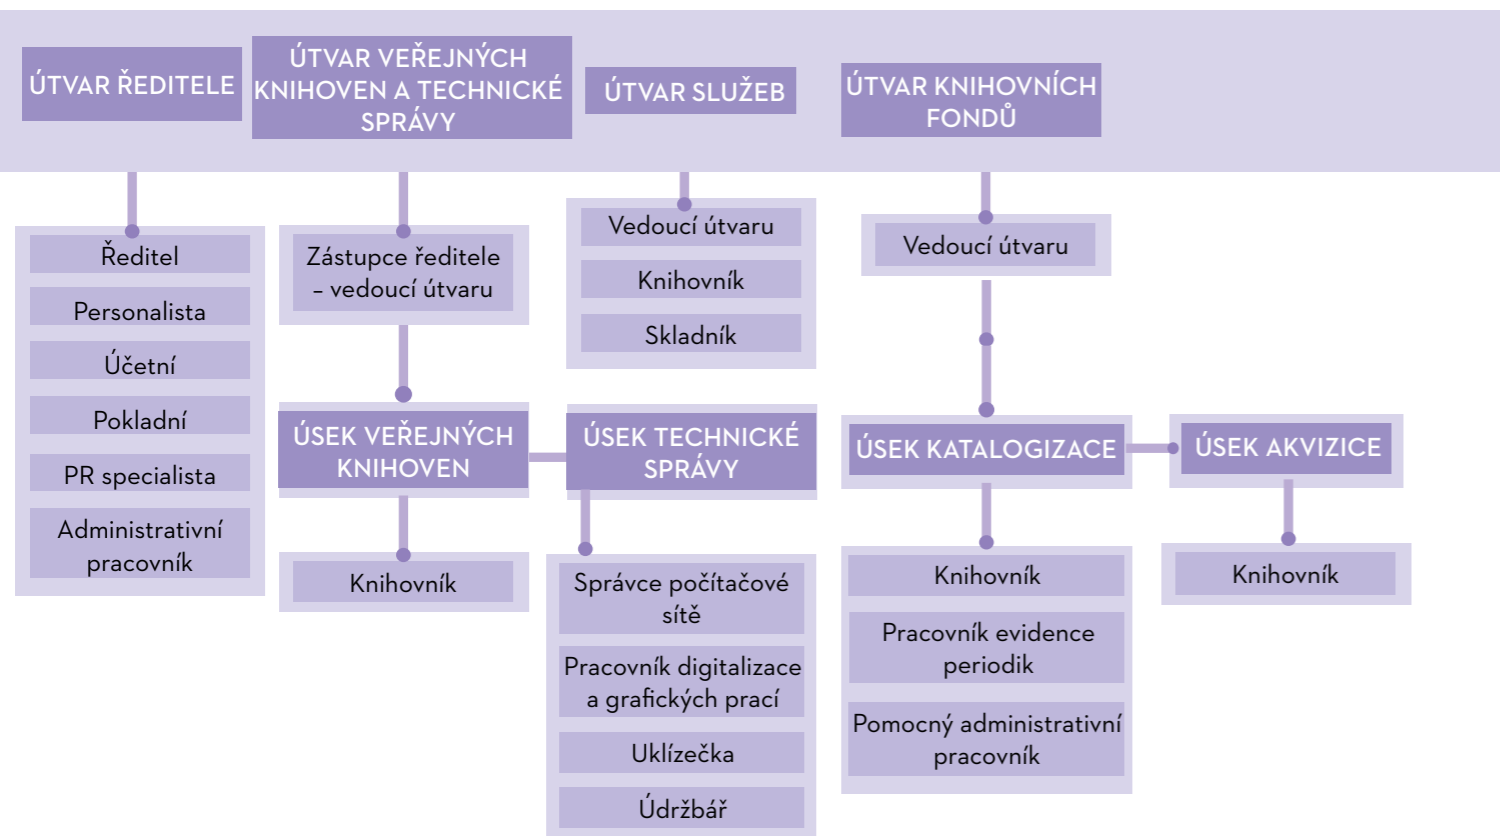 ÚTVAR ŘEDITELE
ÚTVAR VEŘEJNÝCH
KNIHOVEN A TECHNICKÉ
SPRÁVY
ÚTVAR SLUŽEB
ÚTVAR KNIHOVNÍCH
FONDŮ
Ředitel
Personalista
Účetní
Pokladní
PR specialista
Administrativní
pracovník
Zástupce ředitele
– vedoucí útvaru
ÚSEK VEŘEJNÝCH
KNIHOVEN
Knihovník
ÚSEK TECHNICKÉ
SPRÁVY
Správce počítačové
sítě
Pracovník digitalizace
a grafických prací
Uklízečka
Údržbář
Vedoucí útvaru
Knihovník
Skladník
Vedoucí útvaru
ÚSEK KATALOGIZACE
Knihovník
Pracovník evidence
periodik
Pomocný administrativní
pracovník
ÚSEK AKVIZICE
Knihovník